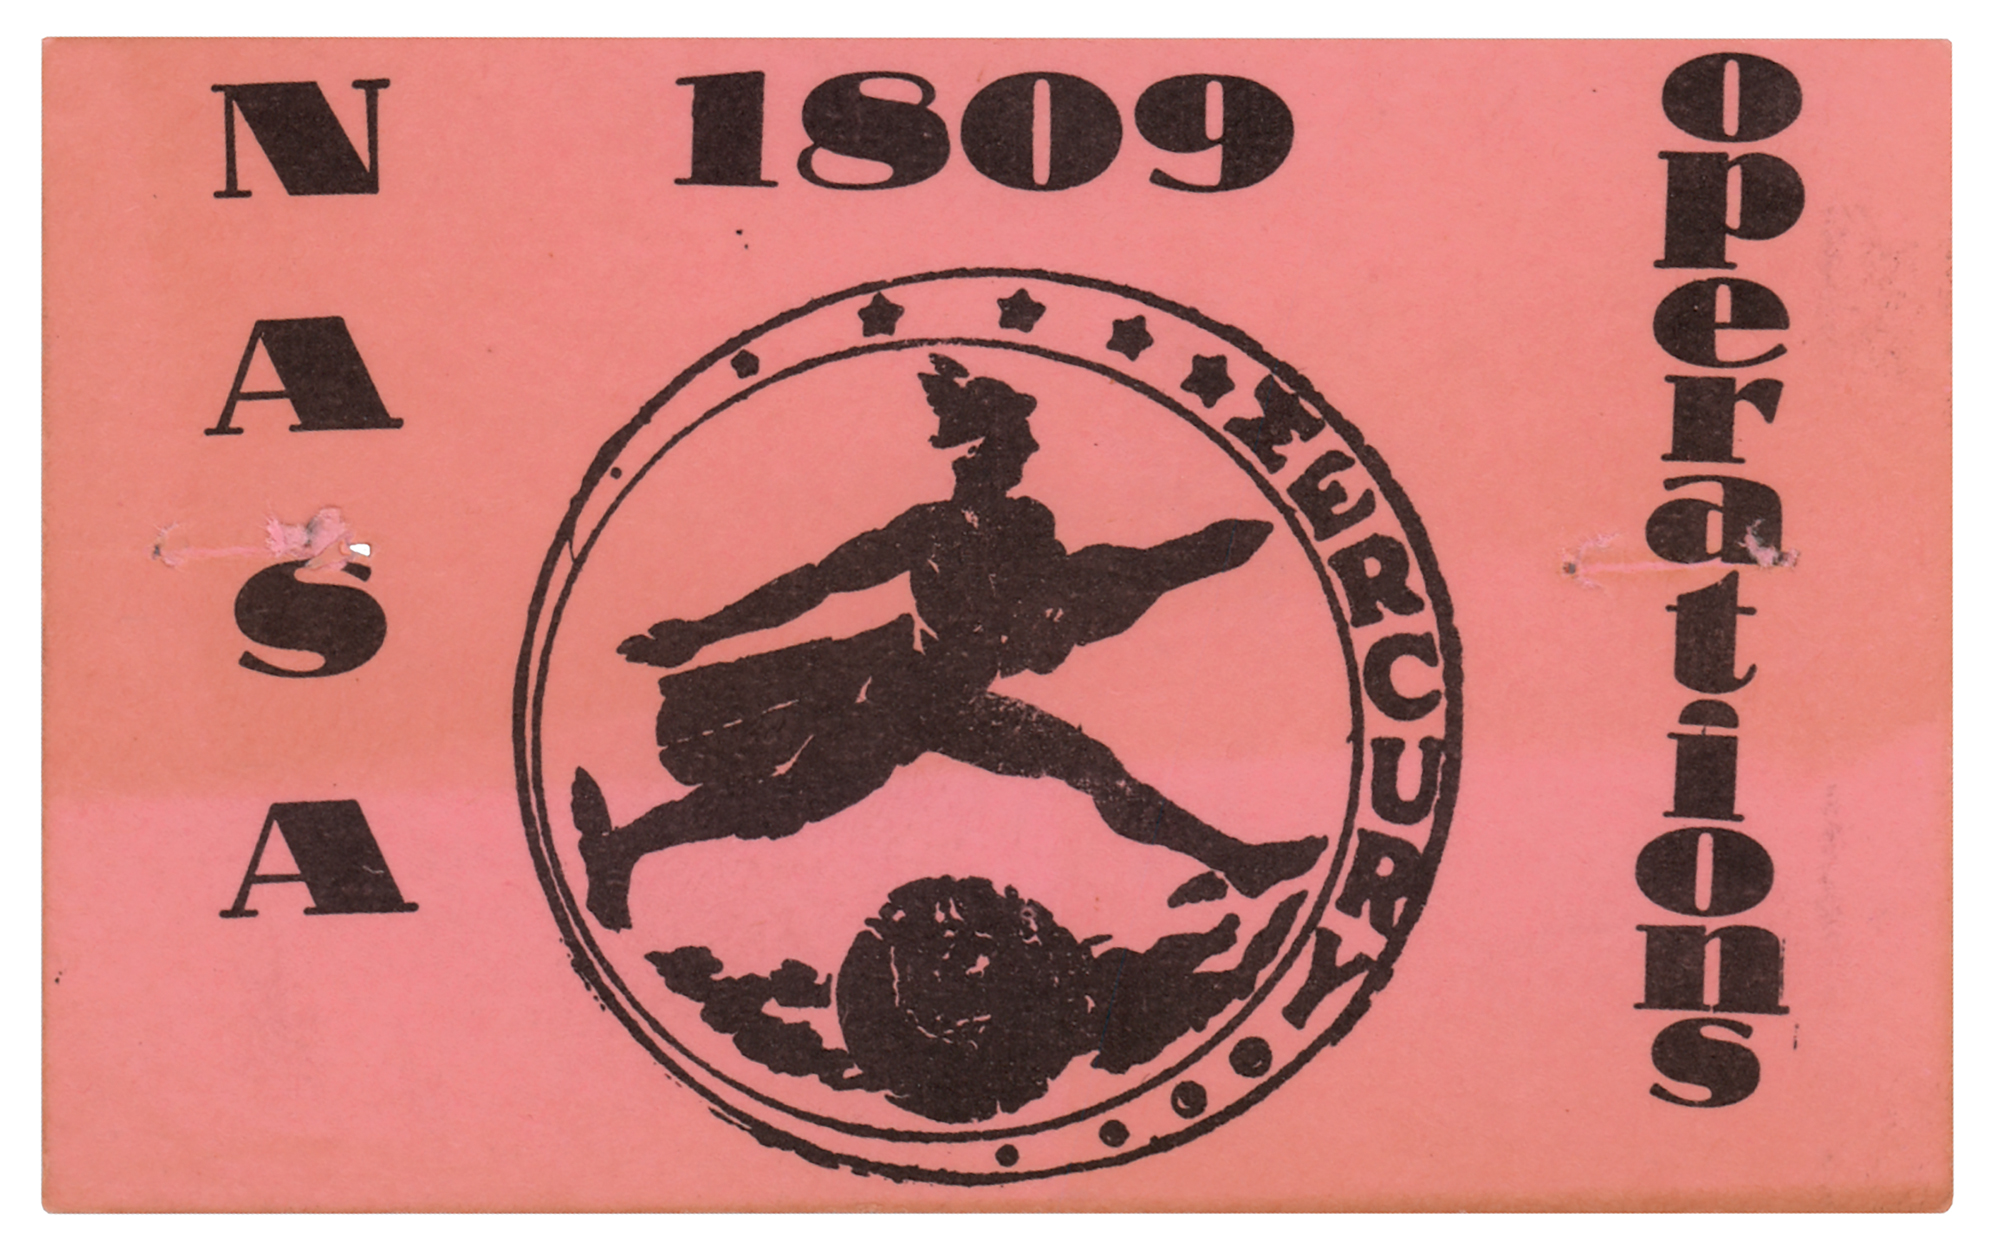 NASA
1809
MERCURY
operations